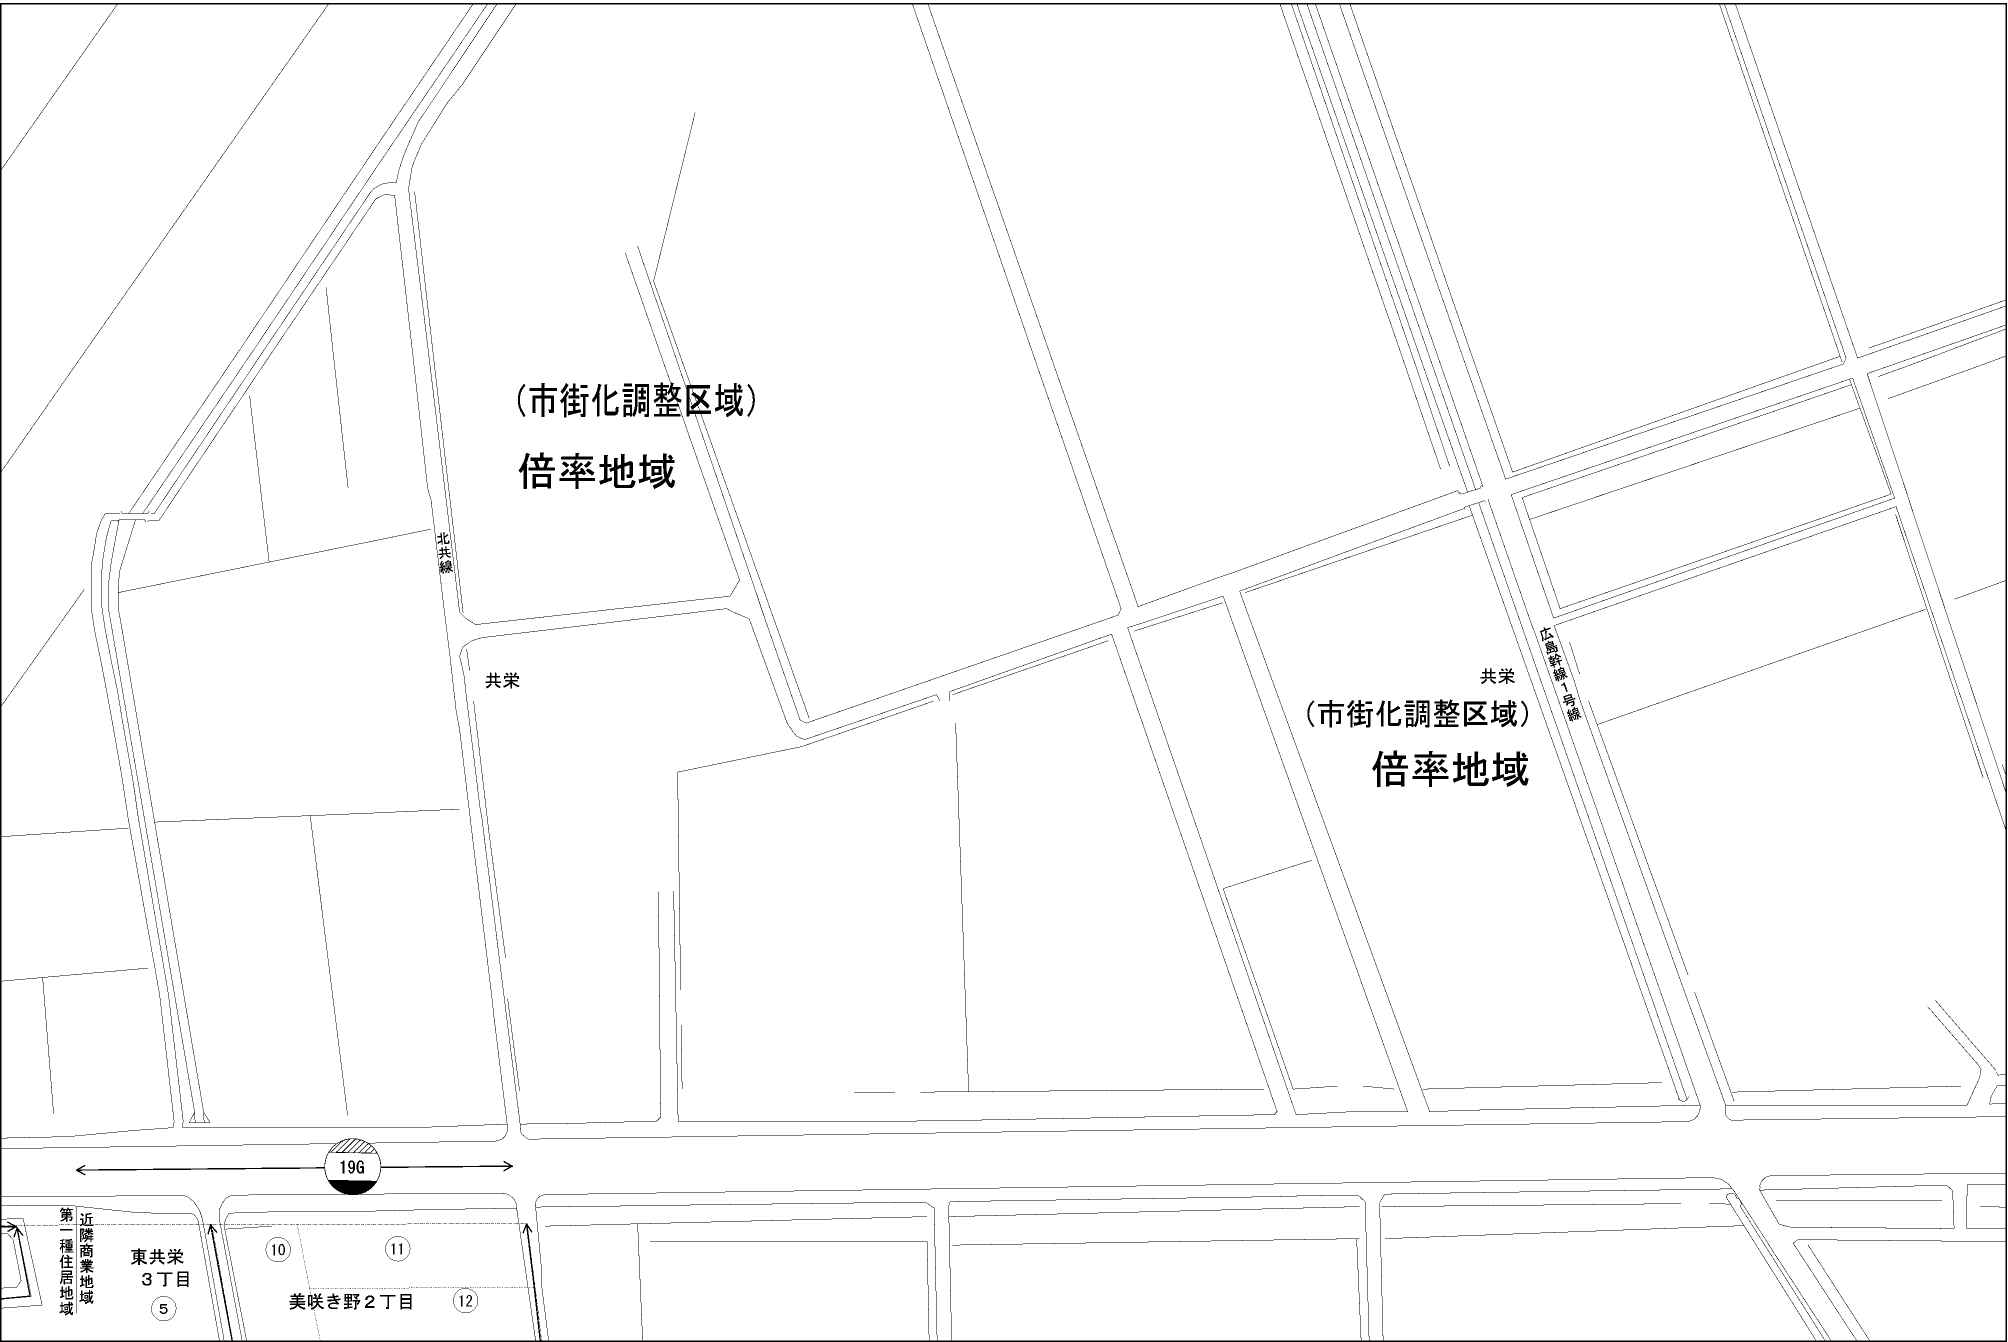 （市街化調整区域）
倍率地域
北共線
共栄
広島幹線１号線
共栄
（市街化調整区域）
倍率地域
19G
第一種住居地域
近隣商業地域
東共栄
３丁目
5
10
11
美咲き野２丁目
12